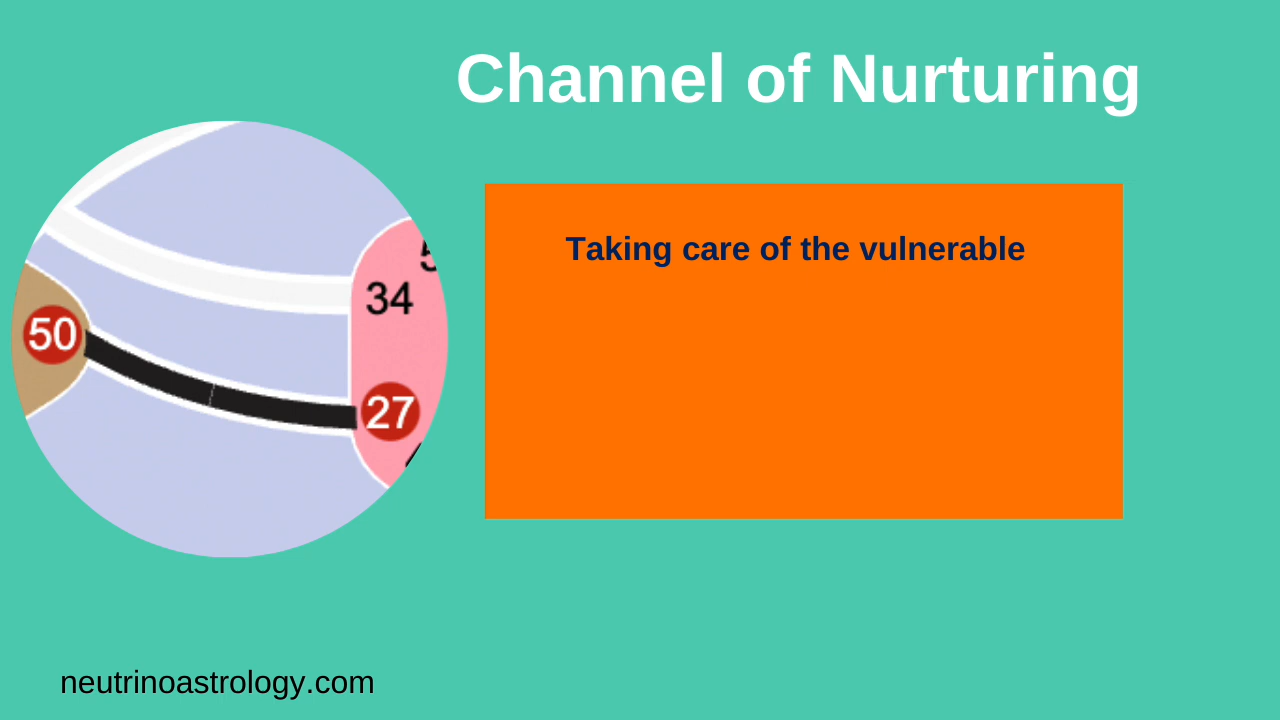 Channel of Nurturing
Taking care of the vulnerable
34
50
27
neutrinoastrology.com